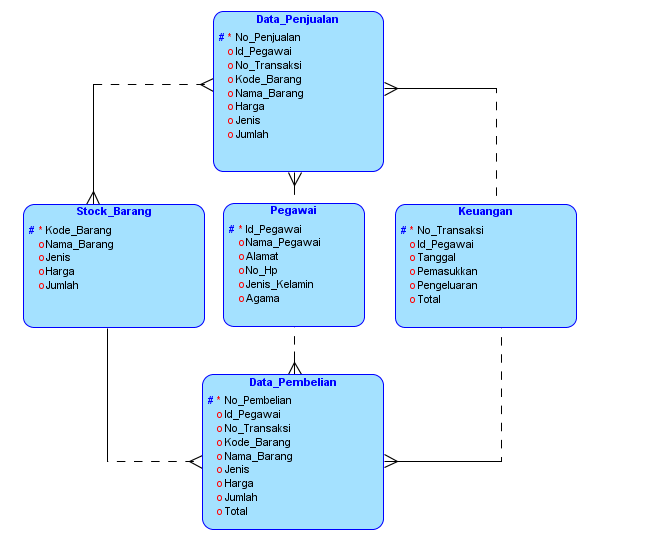 Data_Penjualan
# * No_Penjualan
o Id_Pegawai
o No_Transaksi
o Kode_Barang
o Nama_Barang
o Harga
o Jenis
o Jumlah
Stock_Barang
# * Kode_Barang
o Nama_Barang
o Jenis
o Harga
o Jumlah
Pegawai
# * Id_Pegawai
o Nama_Pegawai
o Alamat
o No_Hp
o Jenis_Kelamin
o Agama
Keuangan
# * No_Transaksi
o Id_Pegawai
o Tanggal
o Pemasukkan
o Pengeluaran
o Total
Data_Pembelian
# * No_Pembelian
o Id_Pegawai
o No_Transaksi
o Kode_Barang
o Nama_Barang
o Jenis
o Harga
o Jumlah
o Total